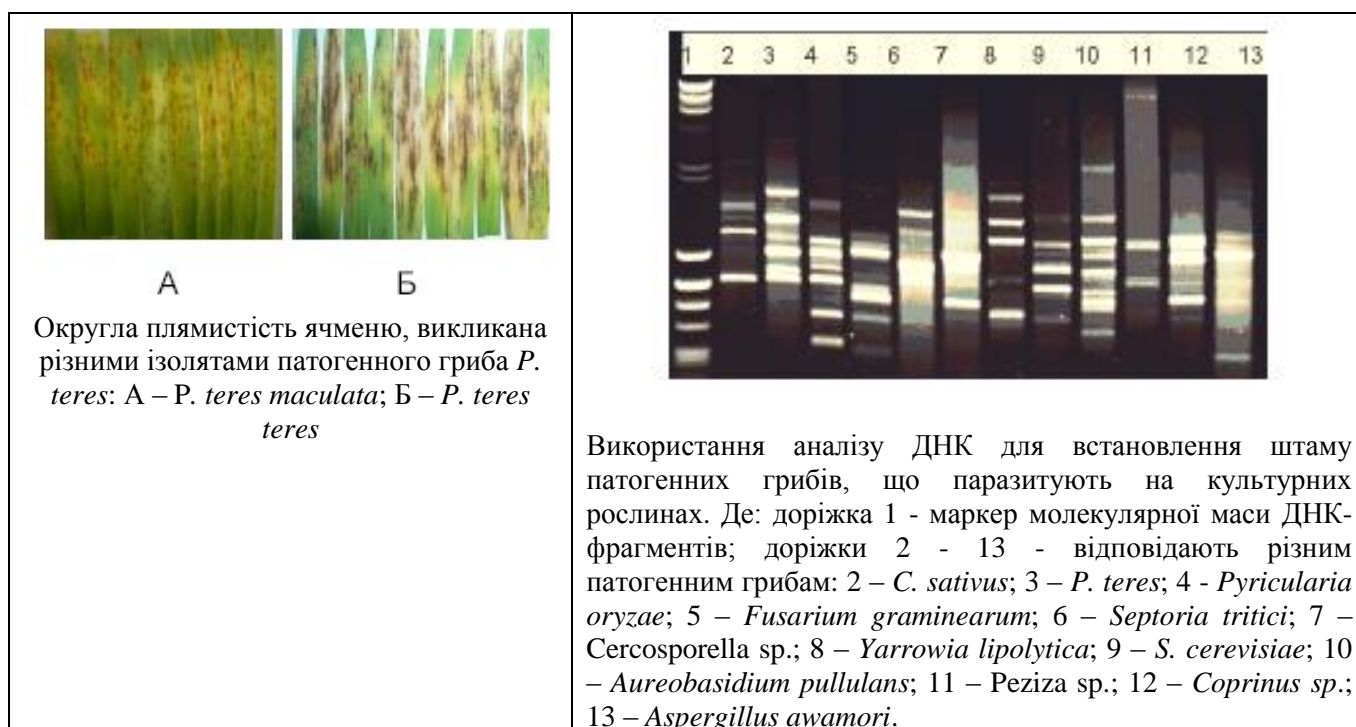 А Б
Округла плямистість ячменю, викликана
різними ізолятами патогенного гриба P.
teres: А – P. teres maculata; Б – P. teres
teres
1 2 3 4 5 6 7 8 9 10 11 12 13
Використання аналізу ДНК для встановлення штаму
патогенних грибів, що паразитують на культурних
рослинах. Де: доріжка 1 - маркер молекулярної маси ДНК-
фрагментів; доріжки 2 - 13 - відповідають різним
патогенним грибам: 2 – C. sativus; 3 – P. teres; 4 - Pyricularia
oryzae; 5 – Fusarium graminearum; 6 – Septoria tritici; 7 –
Cercosporella sp.; 8 – Yarrowia lipolytica; 9 – S. cerevisiae; 10
– Aureobasidium pullulans; 11 – Peziza sp.; 12 – Coprinus sp.;
13 – Aspergillus awamori.